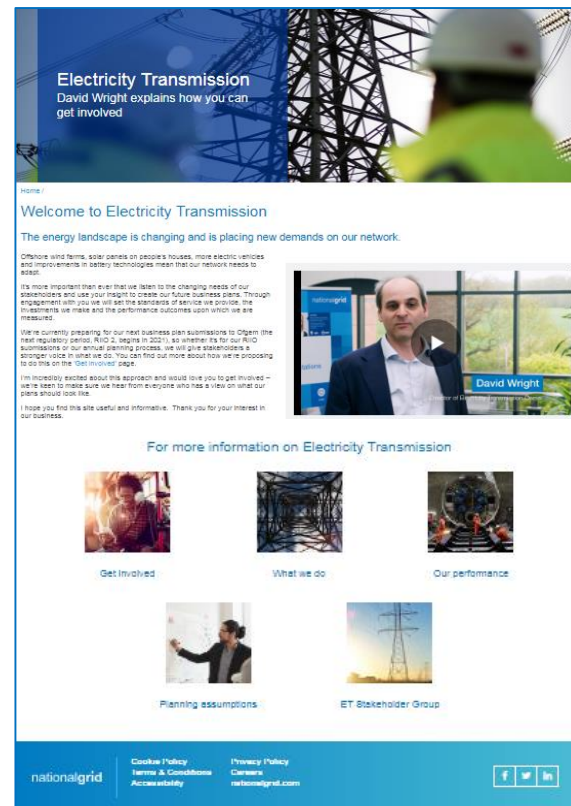 Electricity Transmission
David Wright explains how you can
get involved
Home /
Welcome to Electricity Transmission
The energy landscape is changing and is placing new demands on our network.
Offshore wind farms, solar panels on people's houses, more electric vehicles
and improvements in battery technologies mean that our network needs to
adapt.
It's more important than ever that we listen to the changing needs of our
stakeholders and use your insight to create our future business plans. Through
engagement with you we will set the standards of service we provide, the
investments we make and the performance outcomes upon which we are
measured.
We're currently preparing for our next business plan submissions to Ofgem (the
next regulatory period, RIIO 2, begins in 2021), so whether it's for our RIIO
submissions or our annual planning process, we will give stakeholders a
stronger voice in what we do. You can find out more about how we're proposing
to do this on the 'Get Involved' page.
I'm incredibly excited about this approach and would love you to get involved –
we're keen to make sure we hear from everyone who has a view on what our
plans should look like.
I hope you find this site useful and informative. Thank you for your interest in
our business.
nationalgrid
David Wright
Director of Electricity Transmission
For more information on Electricity Transmission
Get Involved
What we do
Our performance
Planning assumptions
ET Stakeholder Group
nationalgrid
Cookie Policy
Terms & Conditions
Accessibility
Privacy Policy
Careers
nationalgrid.com